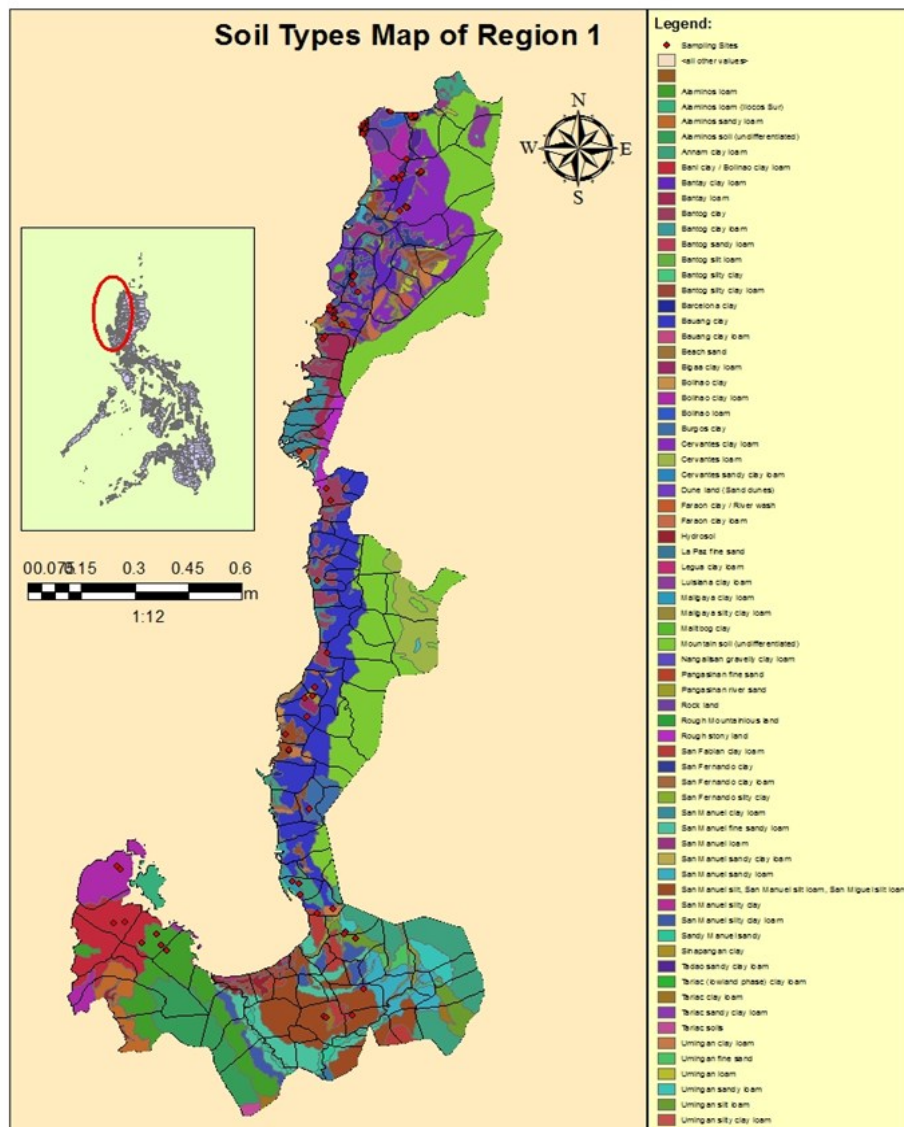 Soil Types Map of Region 1
N
W E
S
00.075 0.15 0.3 0.45 0.6
m
1:12
Legend:
Sampling Sites
<all other values>
Alaminos loam
Alaminos loam (Ilocos Sur)
Alaminos sandy loam
Alaminos soil (undifferentiated)
Annam clay loam
Bani clay / Bolinao clay loam
Bantay clay loam
Bantay loam
Bantog clay
Bantog clay loam
Bantog sandy loam
Bantog silt loam
Bantog silty clay
Bantog silty clay loam
Barcelona clay
Bauang clay
Bauang clay loam
Beach sand
Bigaa clay loam
Bolinao clay
Bolinao clay loam
Bolinao loam
Burgos clay
Cervantes clay loam
Cervantes loam
Cervantes sandy clay loam
Dune land (Sand dunes)
Faraon clay / River wash
Faraon clay loam
Hydrosol
La Paz fine sand
Legua clay loam
Luisiana clay loam
Maligaya clay loam
Maligaya silty clay loam
Malitbog clay
Mountain soil (undifferentiated)
Nangalisan gravelly clay loam
Pangasinan fine sand
Pangasinan river sand
Rock land
Rough Mountainious land
Rough stony land
San Fabian clay loam
San Fernando clay
San Fernando clay loam
San Fernando silty clay
San Manuel clay loam
San Manuel fine sandy loam
San Manuel loam
San Manuel sandy clay loam
San Manuel sandy loam
San Manuel silt, San Manuel silt loam, San Miguel silt loam
San Manuel silty clay
San Manuel silty clay loam
Sandy Manuel sandy
Sinapangan clay
Tadao sandy clay loam
Tarlac (lowland phase) clay loam
Tarlac clay loam
Tarlac sandy clay loam
Tarlac soils
Umingan clay loam
Umingan fine sand
Umingan loam
Umingan sandy loam
Umingan silt loam
Umingan silty clay loam